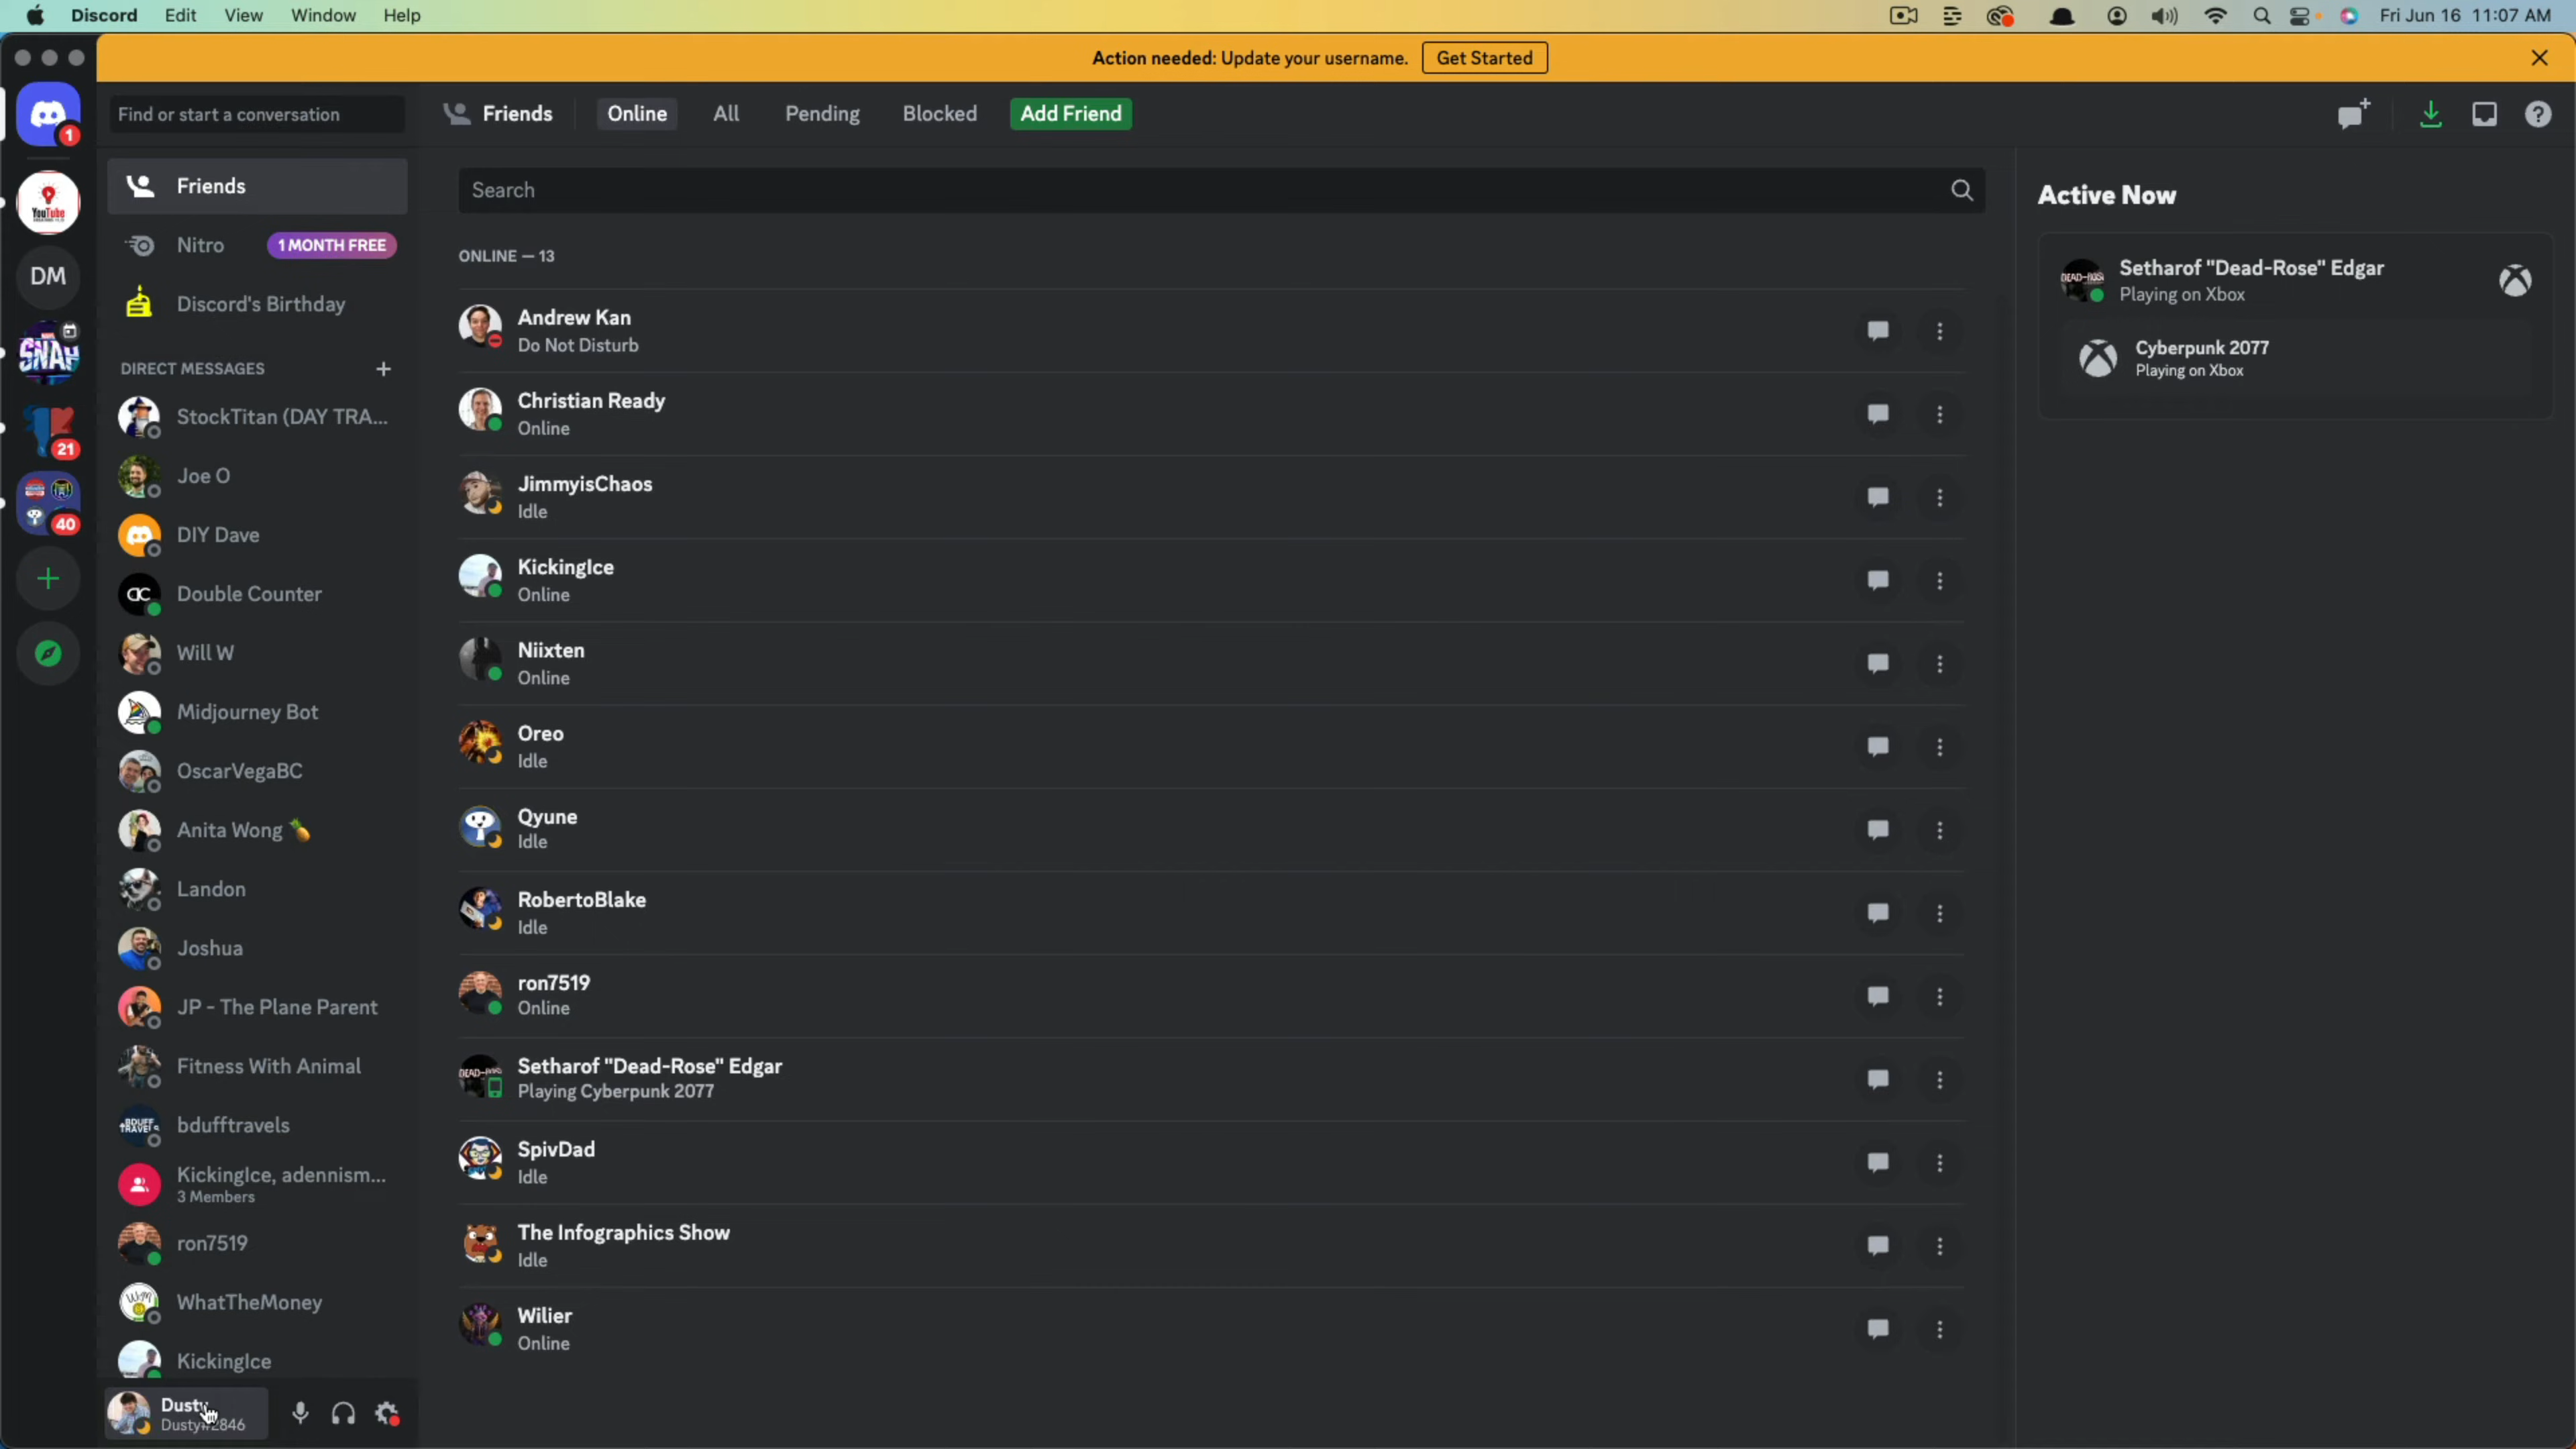 Discord Edit View Window Help
Fri Jun 16 11:07 AM
Action needed: Update your username. Get Started
Find or start a conversation
Friends Online All Pending Blocked Add Friend
1
YouTube
DM
SNAP
21
40
Friends
Nitro 1 MONTH FREE
Discord's Birthday
DIRECT MESSAGES
StockTitan (DAY TRA...
Joe O
DIY Dave
Double Counter
Will W
Midjourney Bot
OscarVegaBC
Anita Wong 🍍
Landon
Joshua
JP - The Plane Parent
Fitness With Animal
bdufftravels
KickingIce, adennism...
3 Members
ron7519
WhatTheMoney
KickingIce
Dusty
Search
ONLINE — 13
Andrew Kan
Do Not Disturb
Christian Ready
Online
JimmyisChaos
Idle
KickingIce
Online
Niixten
Online
Oreo
Idle
Qyune
Idle
RobertoBlake
Idle
ron7519
Online
Setharof "Dead-Rose" Edgar
Playing Cyberpunk 2077
SpivDad
Idle
The Infographics Show
Idle
Wilier
Online
Active Now
Setharof "Dead-Rose" Edgar
Playing on Xbox
Cyberpunk 2077
Playing on Xbox